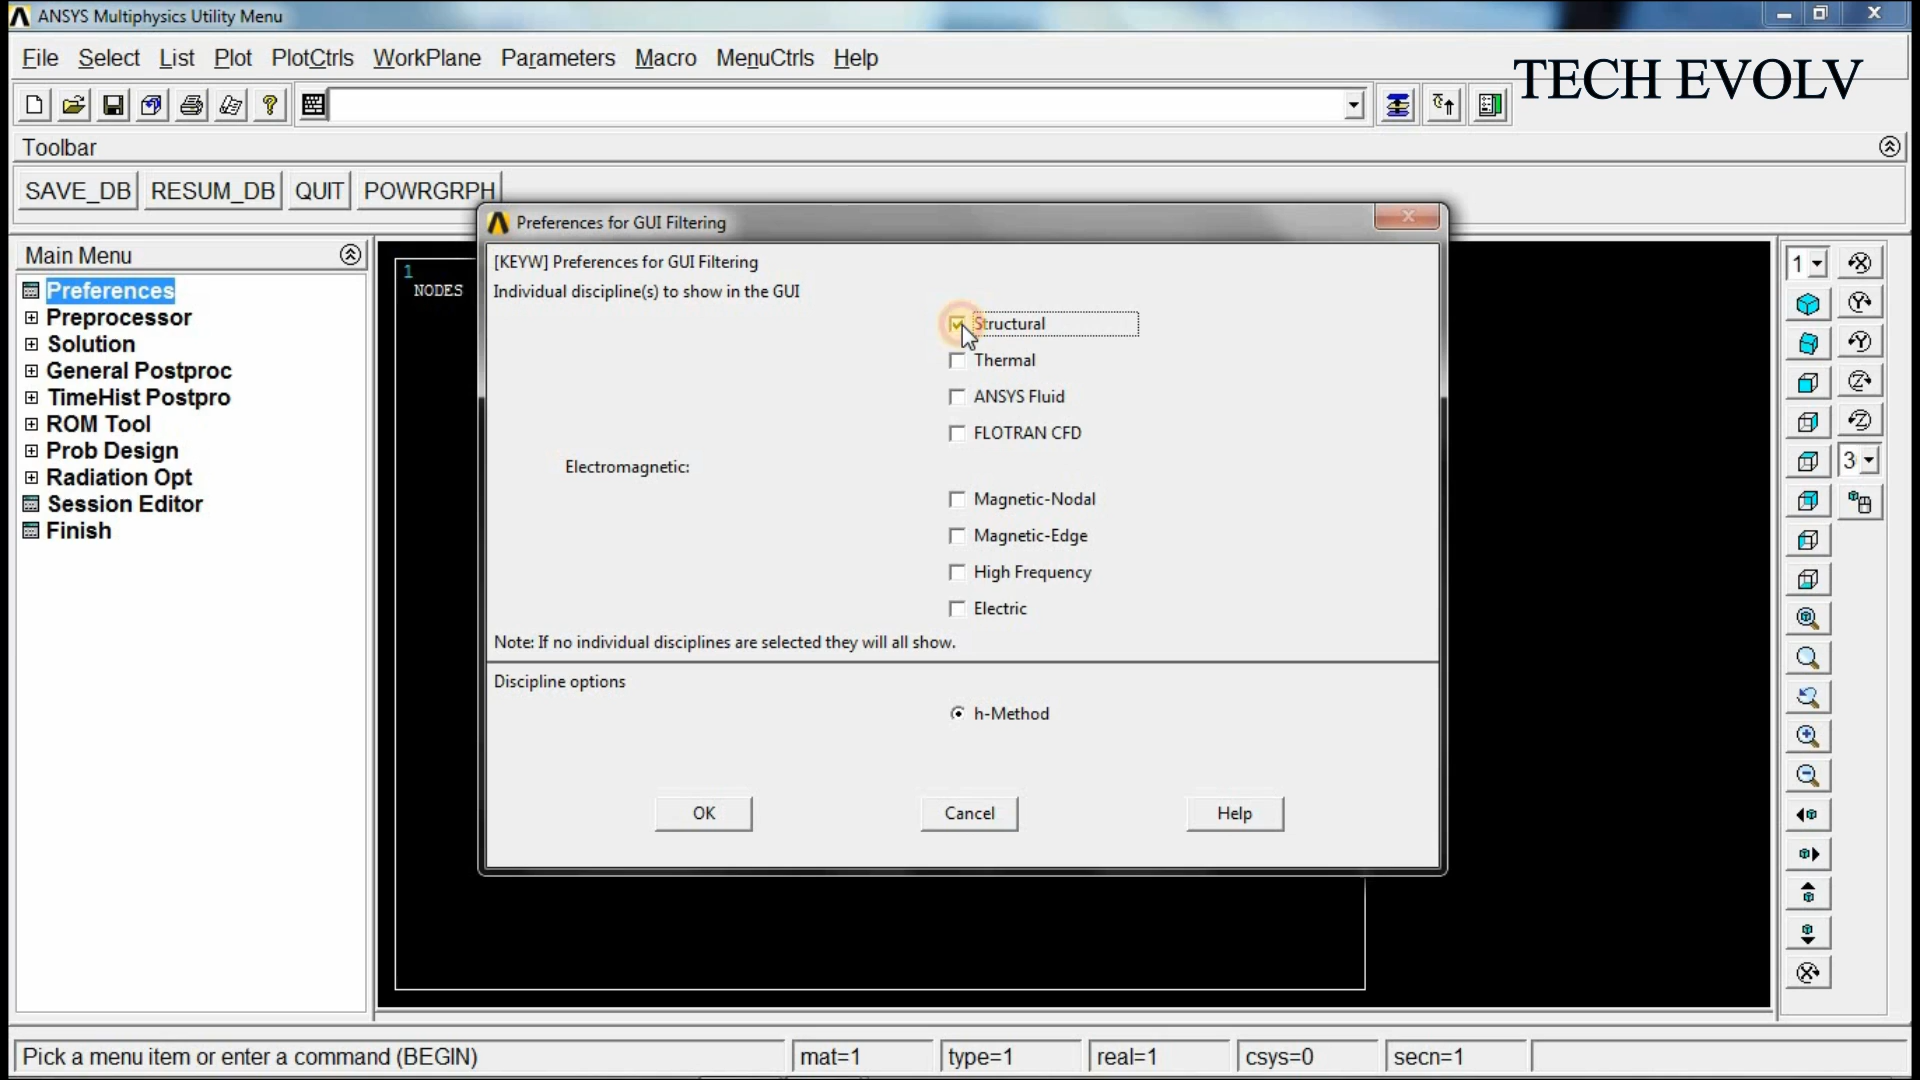 ANSYS Multiphysics Utility Menu
File Select List Plot PlotCtrls WorkPlane Parameters Macro MenuCtrls Help
TECH EVOLV
Toolbar
SAVE_DB RESUM_DB QUIT POWRGRPH
Main Menu
Preferences
Preprocessor
Solution
General Postproc
TimeHist Postpro
ROM Tool
Prob Design
Radiation Opt
Session Editor
Finish
1
NODES
Preferences for GUI Filtering
[KEYW] Preferences for GUI Filtering
Individual discipline(s) to show in the GUI
Structural
Thermal
ANSYS Fluid
FLOTRAN CFD
Electromagnetic:
Magnetic-Nodal
Magnetic-Edge
High Frequency
Electric
Note: If no individual disciplines are selected they will all show.
Discipline options
h-Method
OK Cancel Help
1
X
Y
Y
Z
Z
3
X
Pick a menu item or enter a command (BEGIN) mat=1 type=1 real=1 csys=0 secn=1